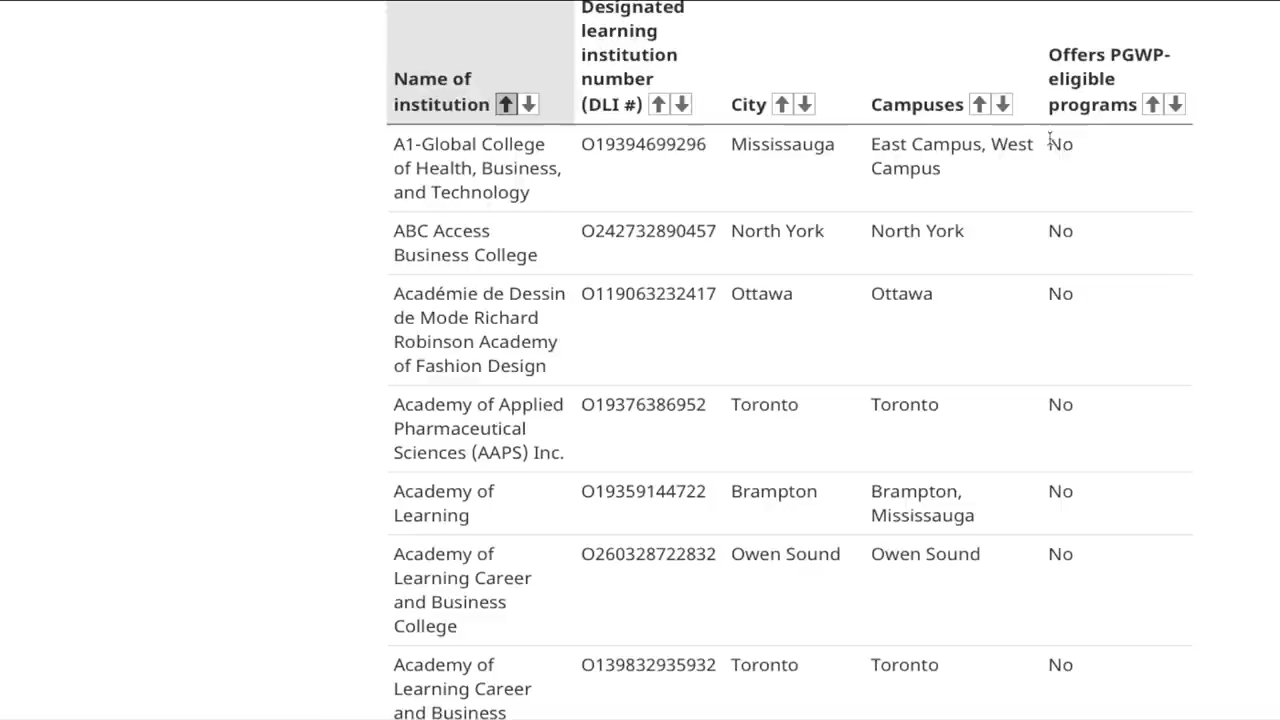 Designated
learning
institution
Offers PGWP-
Name of
number
eligible
institution
(DLI #)
City
Campuses
programs
A1-Global College
O19394699296
Mississauga
East Campus, West
No
of Health, Business,
Campus
and Technology
ABC Access
O242732890457
North York
North York
No
Business College
Académie de Dessin
O119063232417
Ottawa
Ottawa
No
de Mode Richard
Robinson Academy
of Fashion Design
Academy of Applied
O19376386952
Toronto
Toronto
No
Pharmaceutical
Sciences (AAPS) Inc.
Academy of
O19359144722
Brampton
Brampton,
No
Learning
Mississauga
Academy of
O260328722832
Owen Sound
Owen Sound
No
Learning Career
and Business
College
Academy of
O139832935932
Toronto
Toronto
No
Learning Career
and Business